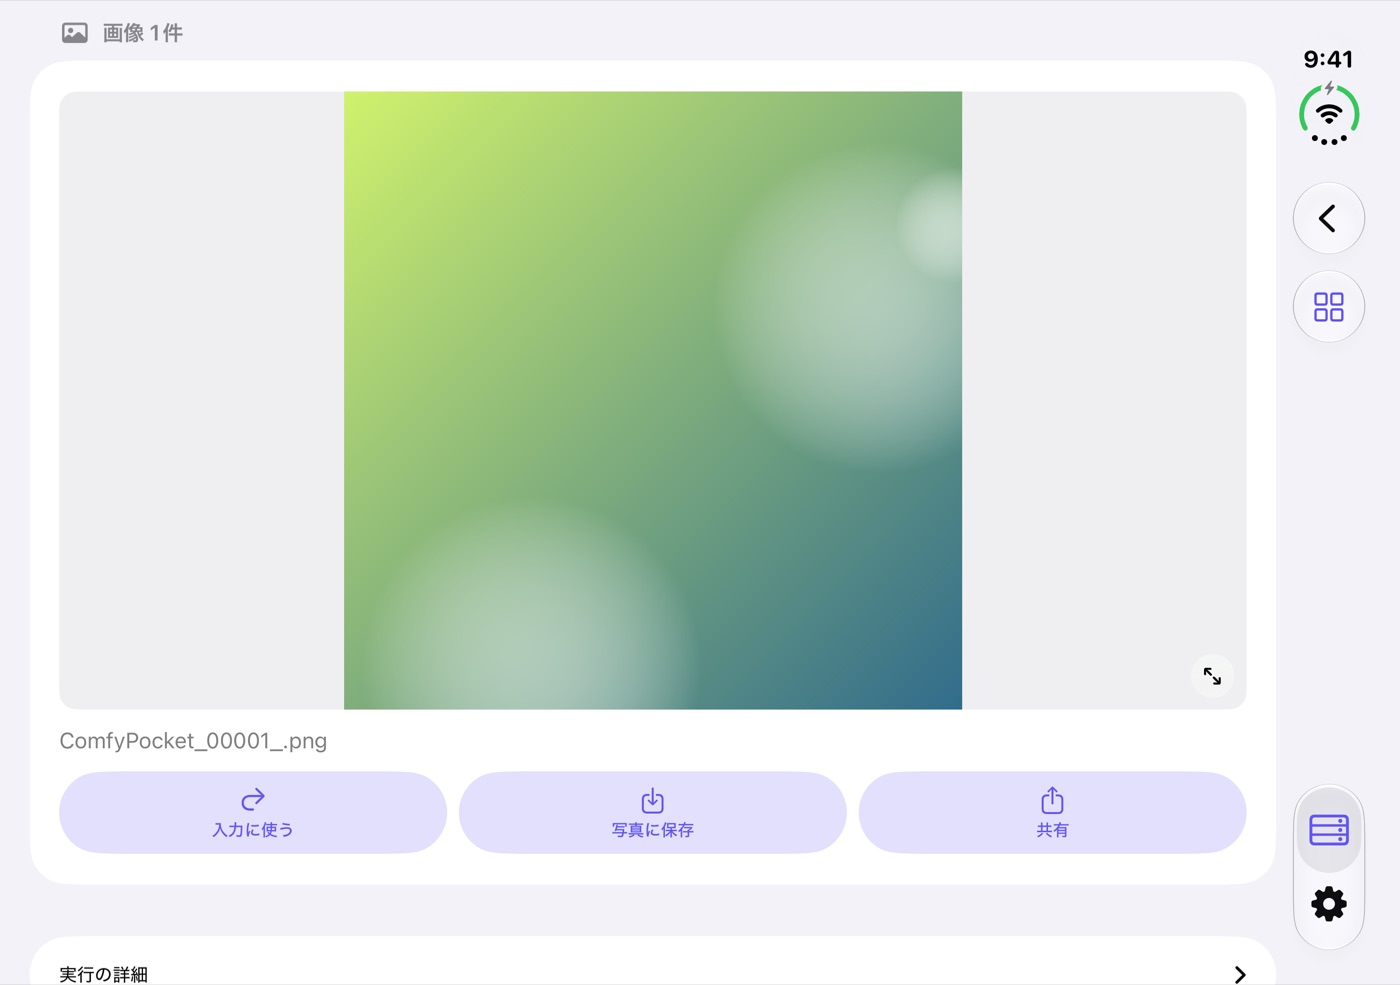 画像 1件
9:41
ComfyPocket_00001_.png
入力に使う
写真に保存
共有
実行の詳細